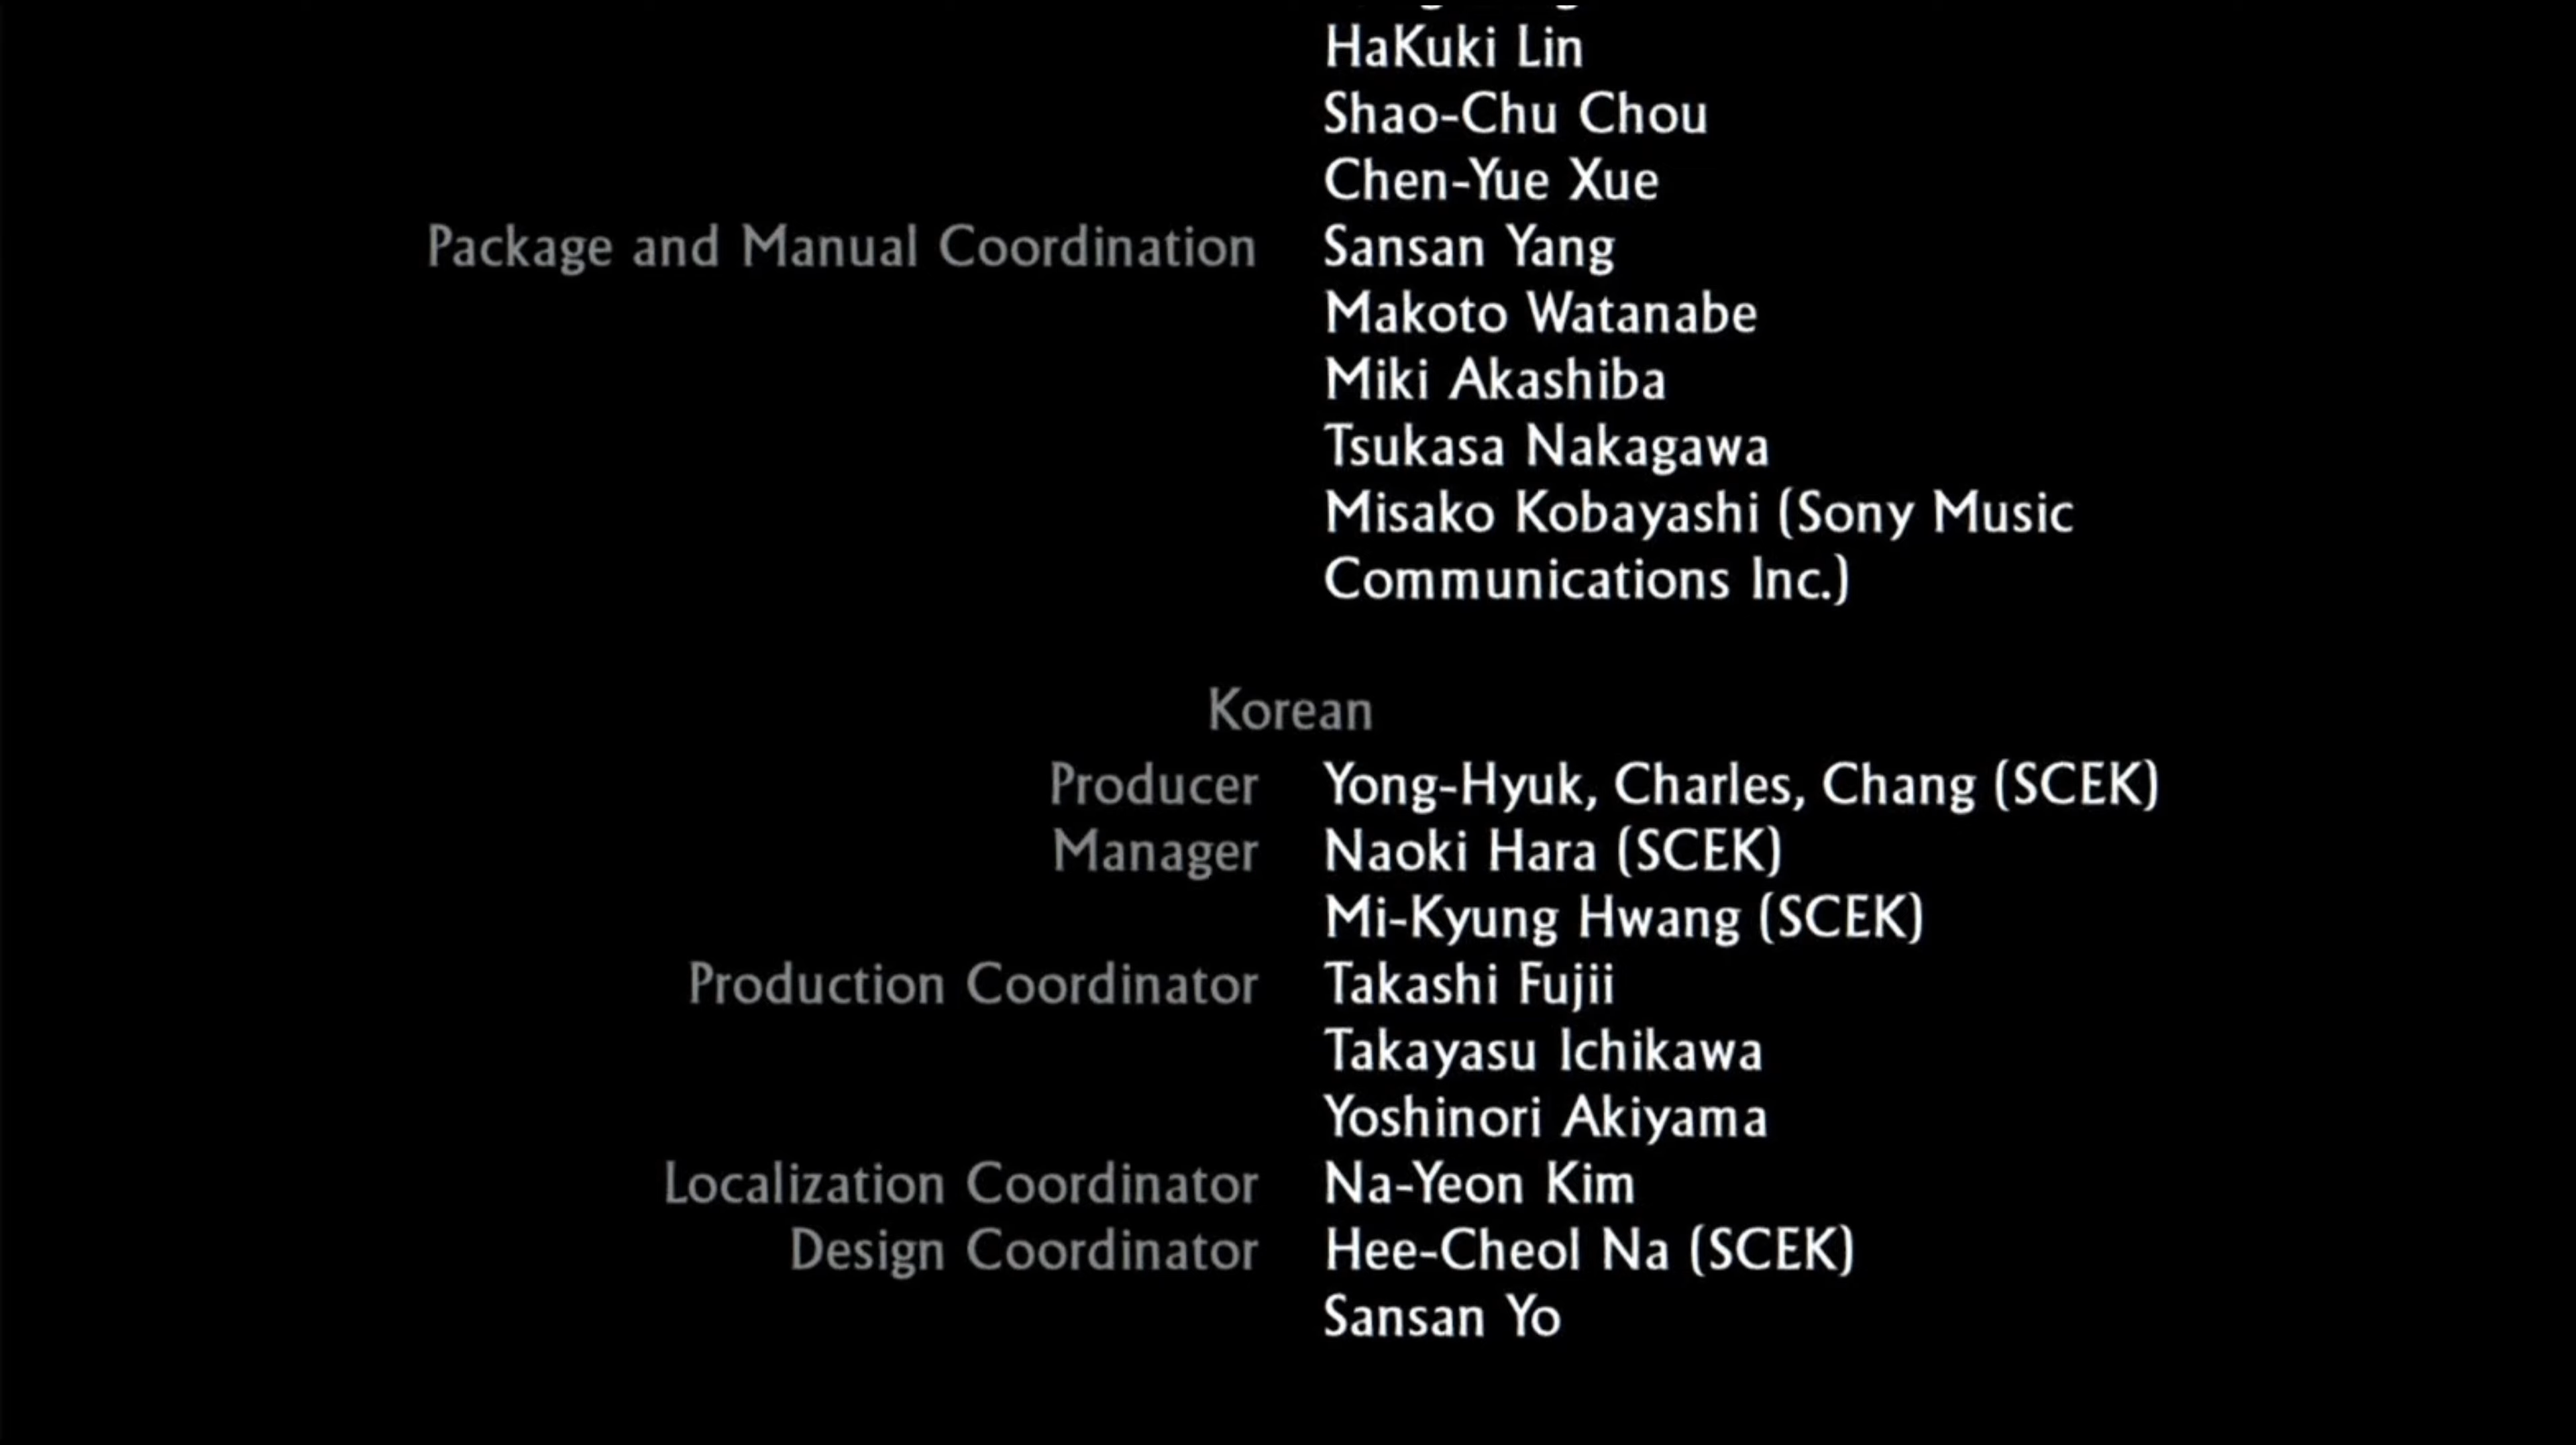 HaKuki Lin
Shao-Chu Chou
Chen-Yue Xue
Package and Manual Coordination Sansan Yang
Makoto Watanabe
Miki Akashiba
Tsukasa Nakagawa
Misako Kobayashi (Sony Music
Communications Inc.)
Korean
Producer Yong-Hyuk, Charles, Chang (SCEK)
Manager Naoki Hara (SCEK)
Mi-Kyung Hwang (SCEK)
Production Coordinator Takashi Fujii
Takayasu Ichikawa
Yoshinori Akiyama
Localization Coordinator Na-Yeon Kim
Design Coordinator Hee-Cheol Na (SCEK)
Sansan Yo